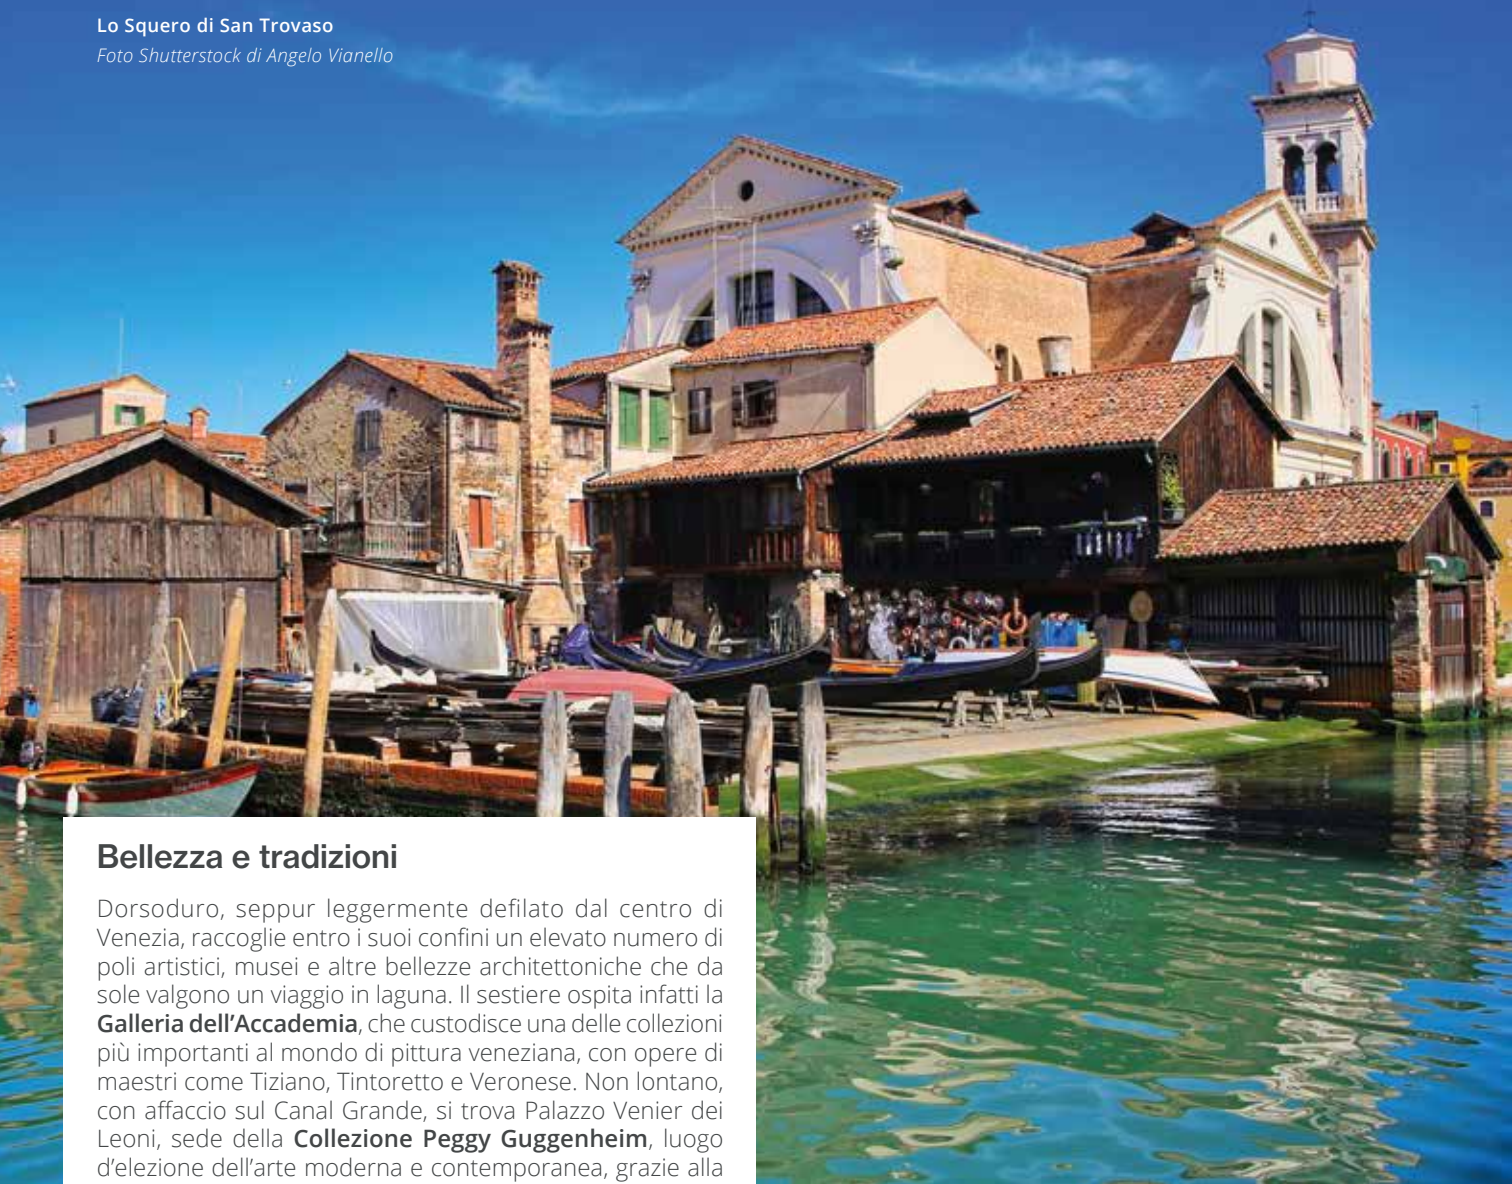 Lo Squero di San Trovaso
Foto Shutterstock di Angelo Vianello
Bellezza e tradizioni
Dorsoduro, seppur leggermente defilato dal centro di
Venezia, raccoglie entro i suoi confini un elevato numero di
poli artistici, musei e altre bellezze architettoniche che da
sole valgono un viaggio in laguna. Il sestiere ospita infatti la
Galleria dell’Accademia, che custodisce una delle collezioni
più importanti al mondo di pittura veneziana, con opere di
maestri come Tiziano, Tintoretto e Veronese. Non lontano,
con affaccio sul Canal Grande, si trova Palazzo Venier dei
Leoni, sede della Collezione Peggy Guggenheim, luogo
d’elezione dell’arte moderna e contemporanea, grazie alla